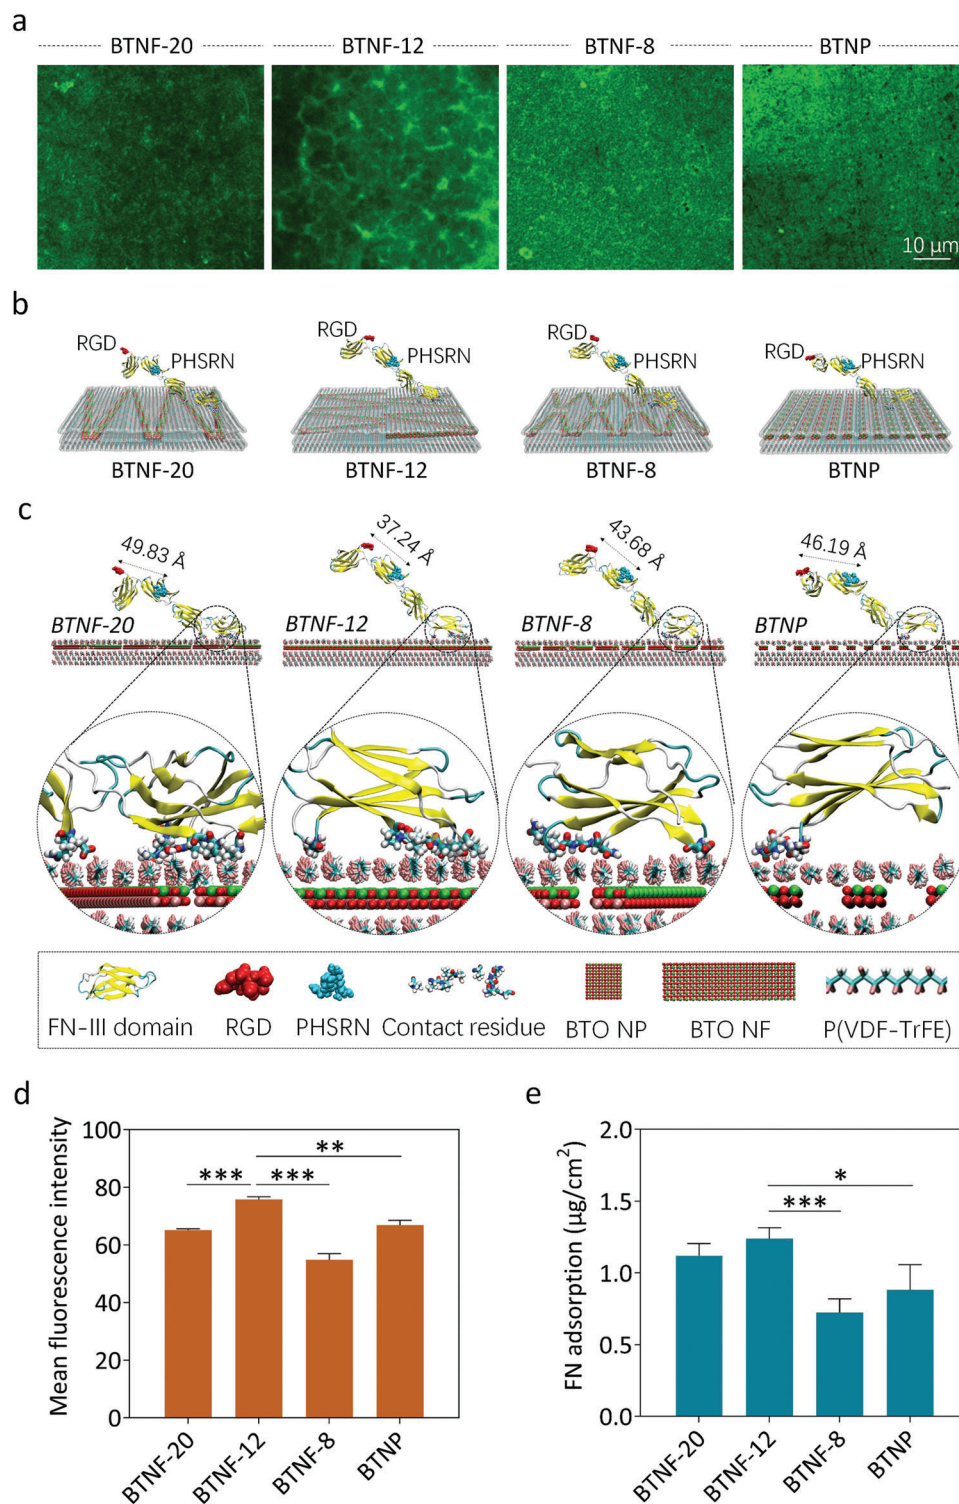 a
BTNF-20 BTNF-12 BTNF-8 BTNP
10 µm
b
RGD PHSRN RGD PHSRN RGD PHSRN RGD PHSRN
BTNF-20 BTNF-12 BTNF-8 BTNP
c
49.83 Å 37.24 Å 43.68 Å 46.19 Å
BTNF-20 BTNF-12 BTNF-8 BTNP
FN-III domain RGD PHSRN Contact residue BTO NP BTO NF P(VDF-TrFE)
d
Mean fluorescence intensity
100
80
60
40
20
0
*** *** **
BTNF-20 BTNF-12 BTNF-8 BTNP
e
FN adsorption (µg/cm²)
2.0
1.5
1.0
0.5
0.0
*** *
BTNF-20 BTNF-12 BTNF-8 BTNP